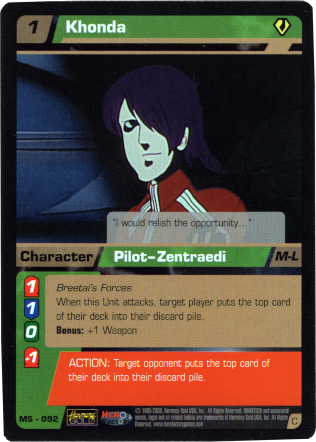 1 Khonda
"I would relish the opportunity..."
Character Pilot-Zentraedi M-L
1 Breetai's Forces
1 When this Unit attacks, target player puts the top card
of their deck into their discard pile.
0 Bonus: +1 Weapon
-1 ACTION: Target opponent puts the top card of
their deck into their discard pile.
MS - 092
Harmony
GOLD
C